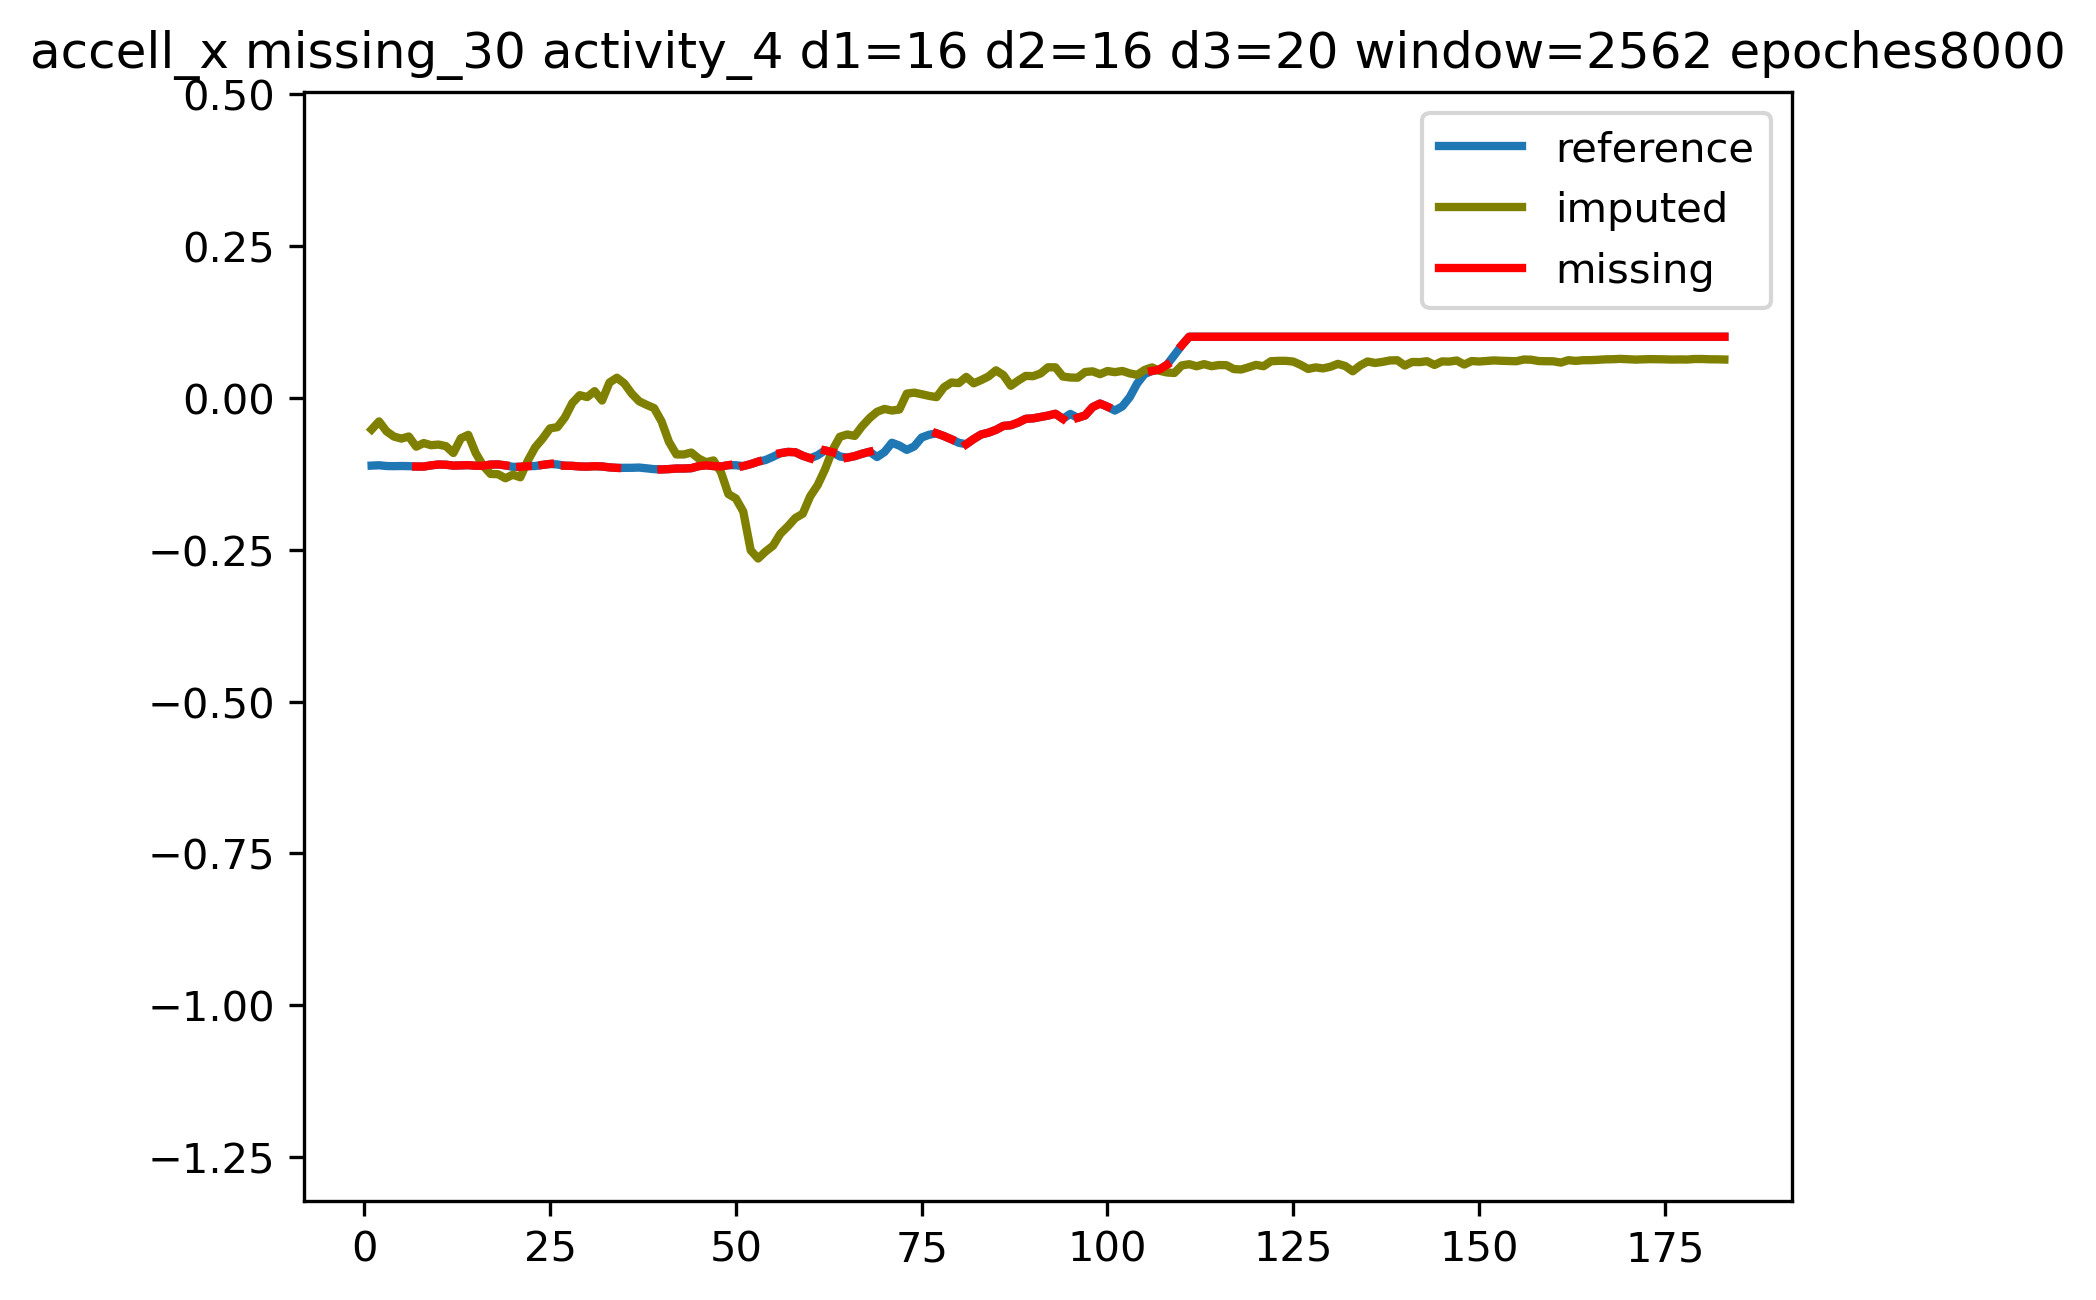 accell_x missing_30 activity_4 d1=16 d2=16 d3=20 window=2562 epoches8000
0.50
0.25
0.00
−0.25
−0.50
−0.75
−1.00
−1.25
reference
imputed
missing
0 25 50 75 100 125 150 175